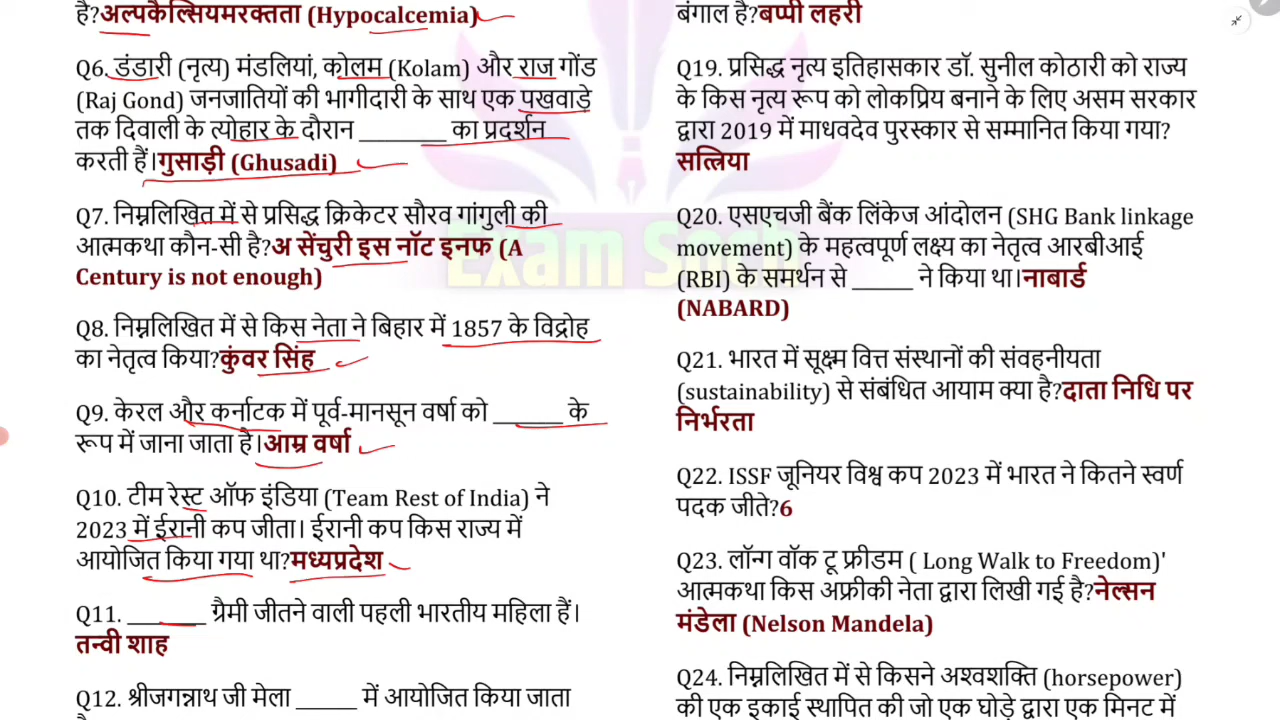 है?अल्पकैल्सियमरक्तता (Hypocalcemia)
Q6. डंडारी (नृत्य) मंडलियां, कोलम (Kolam) और राज गोंड
(Raj Gond) जनजातियों की भागीदारी के साथ एक पखवाड़े
तक दिवाली के त्योहार के दौरान ________ का प्रदर्शन
करती हैं।गुसाड़ी (Ghusadi)
Q7. निम्नलिखित में से प्रसिद्ध क्रिकेटर सौरव गांगुली की
आत्मकथा कौन-सी है?अ सेंचुरी इस नॉट इनफ (A
Century is not enough)
Q8. निम्नलिखित में से किस नेता ने बिहार में 1857 के विद्रोह
का नेतृत्व किया?कुंवर सिंह
Q9. केरल और कर्नाटक में पूर्व-मानसून वर्षा को ______ के
रूप में जाना जाता है।आम्र वर्षा
Q10. टीम रेस्ट ऑफ इंडिया (Team Rest of India) ने
2023 में ईरानी कप जीता। ईरानी कप किस राज्य में
आयोजित किया गया था?मध्यप्रदेश
Q11. _______ ग्रैमी जीतने वाली पहली भारतीय महिला हैं।
तन्वी शाह
Q12. श्रीजगन्नाथ जी मेला ______ में आयोजित किया जाता
बंगाल है?बप्पी लहरी
Q19. प्रसिद्ध नृत्य इतिहासकार डॉ. सुनील कोठारी को राज्य
के किस नृत्य रूप को लोकप्रिय बनाने के लिए असम सरकार
द्वारा 2019 में माधवदेव पुरस्कार से सम्मानित किया गया?
सत्त्रिया
Q20. एसएचजी बैंक लिंकेज आंदोलन (SHG Bank linkage
movement) के महत्वपूर्ण लक्ष्य का नेतृत्व आरबीआई
(RBI) के समर्थन से ______ ने किया था।नाबार्ड
(NABARD)
Q21. भारत में सूक्ष्म वित्त संस्थानों की संवहनीयता
(sustainability) से संबंधित आयाम क्या है?दाता निधि पर
निर्भरता
Q22. ISSF जूनियर विश्व कप 2023 में भारत ने कितने स्वर्ण
पदक जीते?6
Q23. लॉन्ग वॉक टू फ्रीडम ( Long Walk to Freedom)'
आत्मकथा किस अफ्रीकी नेता द्वारा लिखी गई है?नेल्सन
मंडेला (Nelson Mandela)
Q24. निम्नलिखित में से किसने अश्वशक्ति (horsepower)
की एक इकाई स्थापित की जो एक घोड़े द्वारा एक मिनट में
Exam